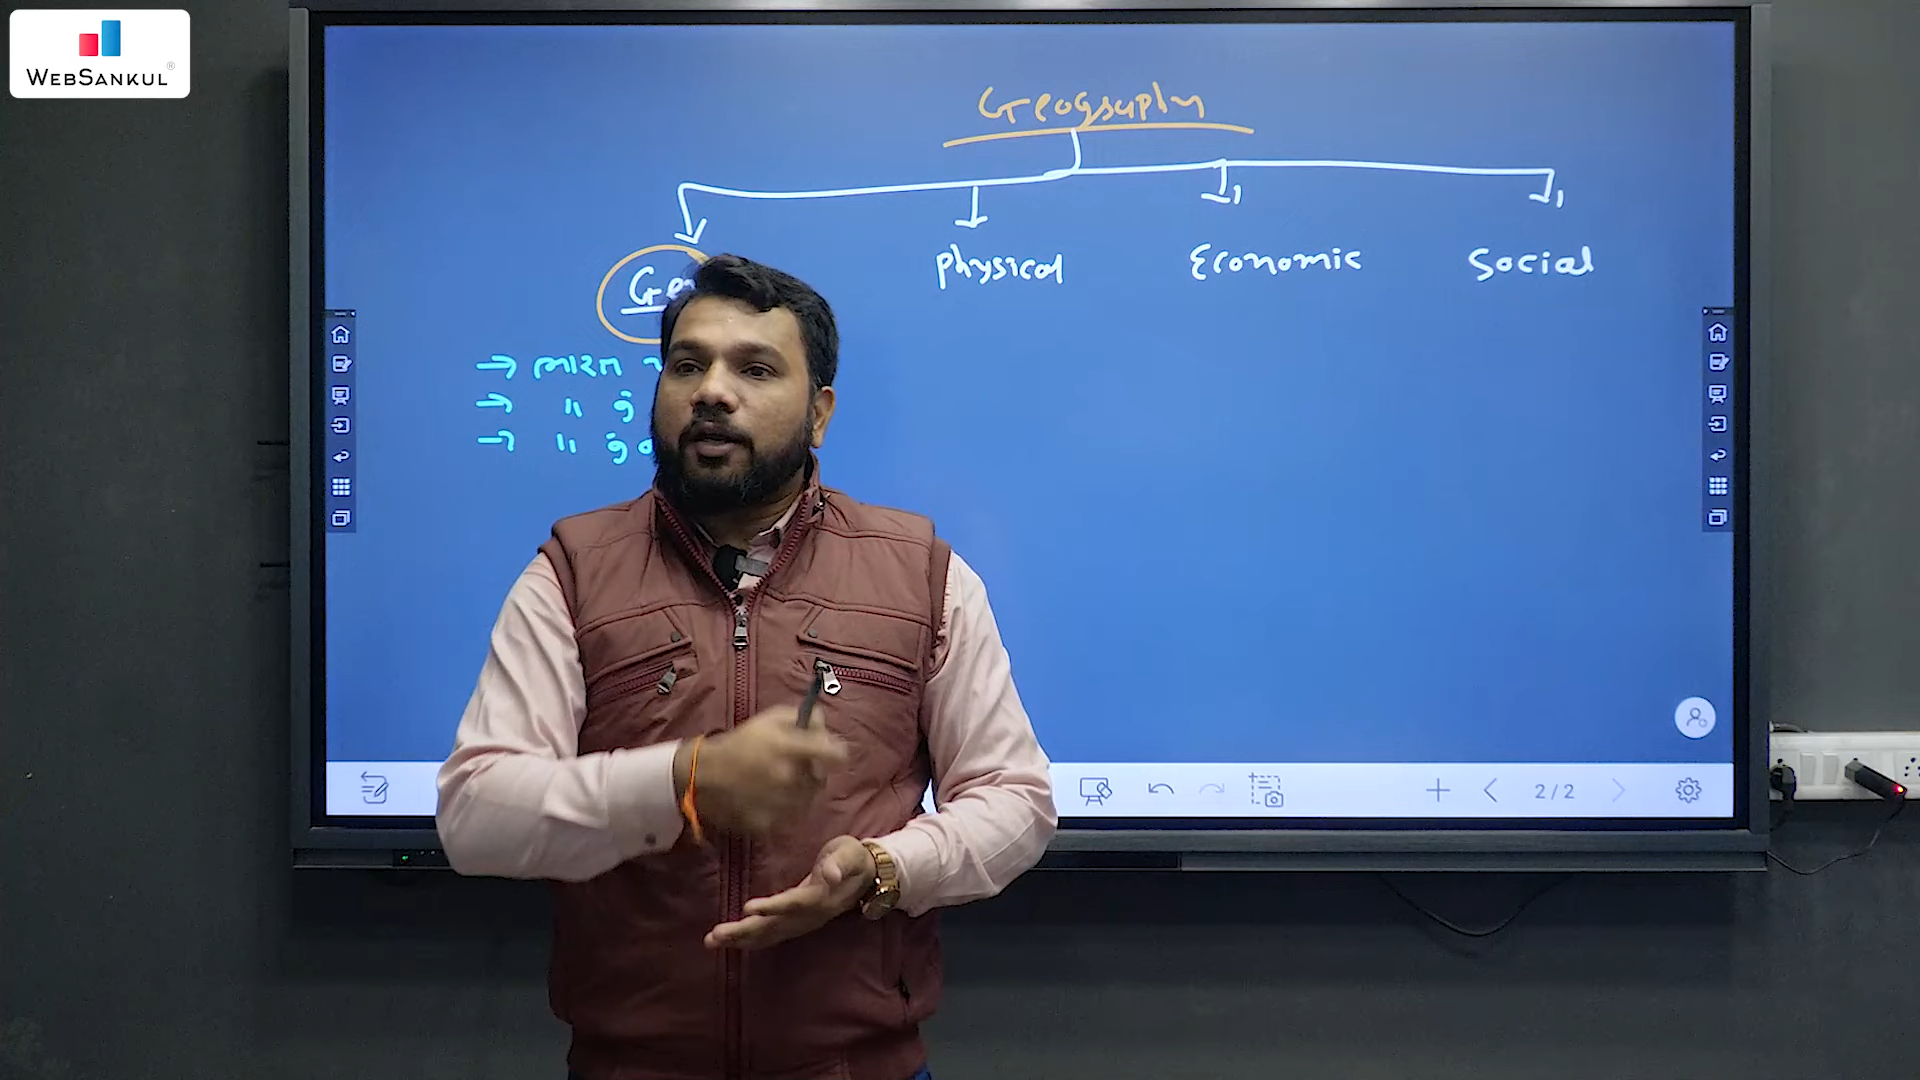 WEBSANKUL®
Geography
Ge
Physical
Economic
Social
→ ભારત
→ "
→ "
2/2